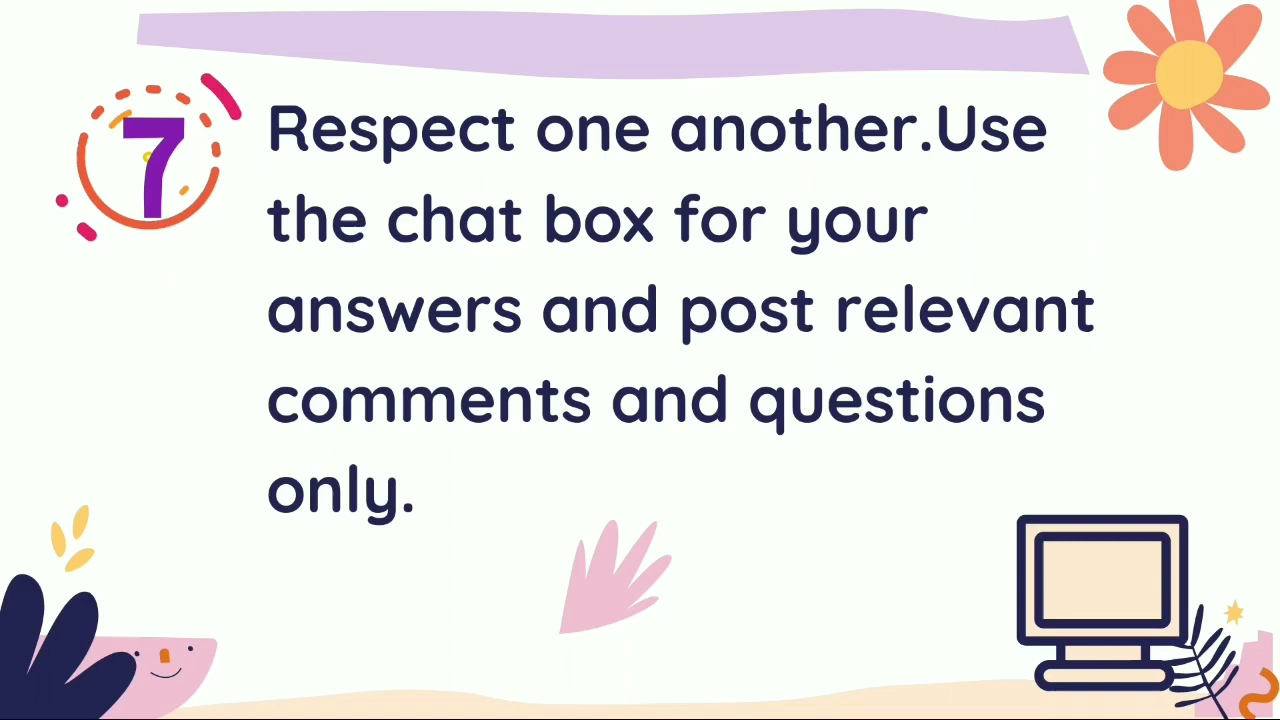 7
Respect one another.Use
the chat box for your
answers and post relevant
comments and questions
only.